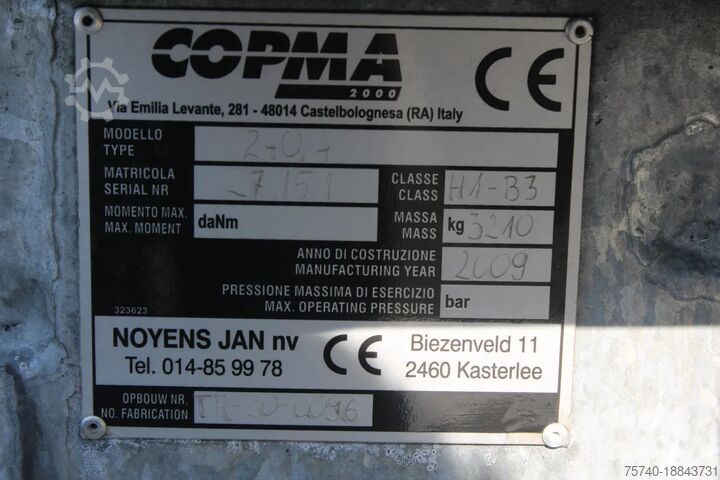 COPMA
2000
CE
Via Emilia Levante, 281 - 48014 Castelbolognesa (RA) Italy
MODELLO
TYPE
MATRICOLA
SERIAL NR
7151
CLASSE
CLASS
H1-B3
MOMENTO MAX.
MAX. MOMENT
daNm
MASSA
MASS
kg 3210
ANNO DI COSTRUZIONE
MANUFACTURING YEAR
2009
PRESSIONE MASSIMA DI ESERCIZIO
MAX. OPERATING PRESSURE
bar
323623
NOYENS JAN nv
Tel. 014-85 99 78
CE
Biezenveld 11
2460 Kasterlee
OPBOUW NR.
NO. FABRICATION
75740-18843731